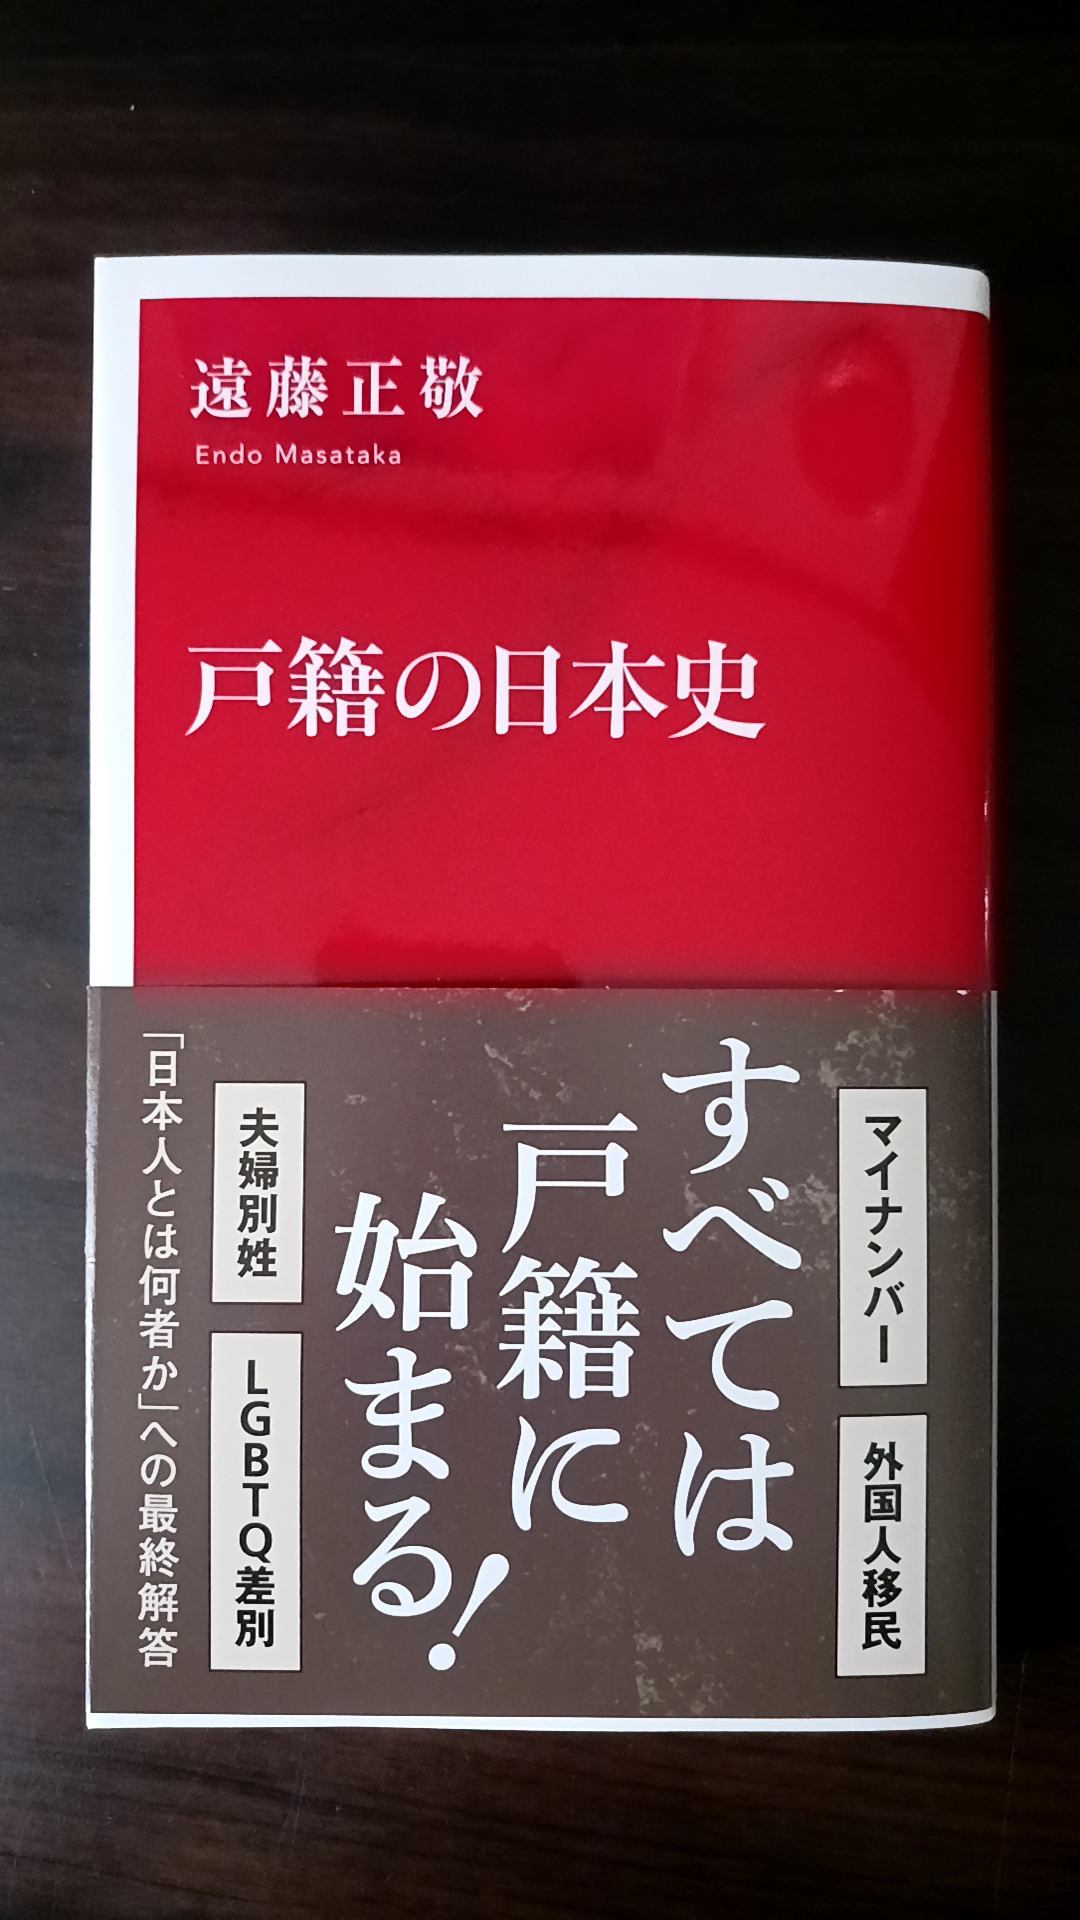 遠藤正敬
Endo Masataka
戸籍の日本史
マイナンバー
外国人移民
すべては
戸籍に
始まる!
夫婦別姓
LGBTQ差別
「日本人とは何者か」への最終解答